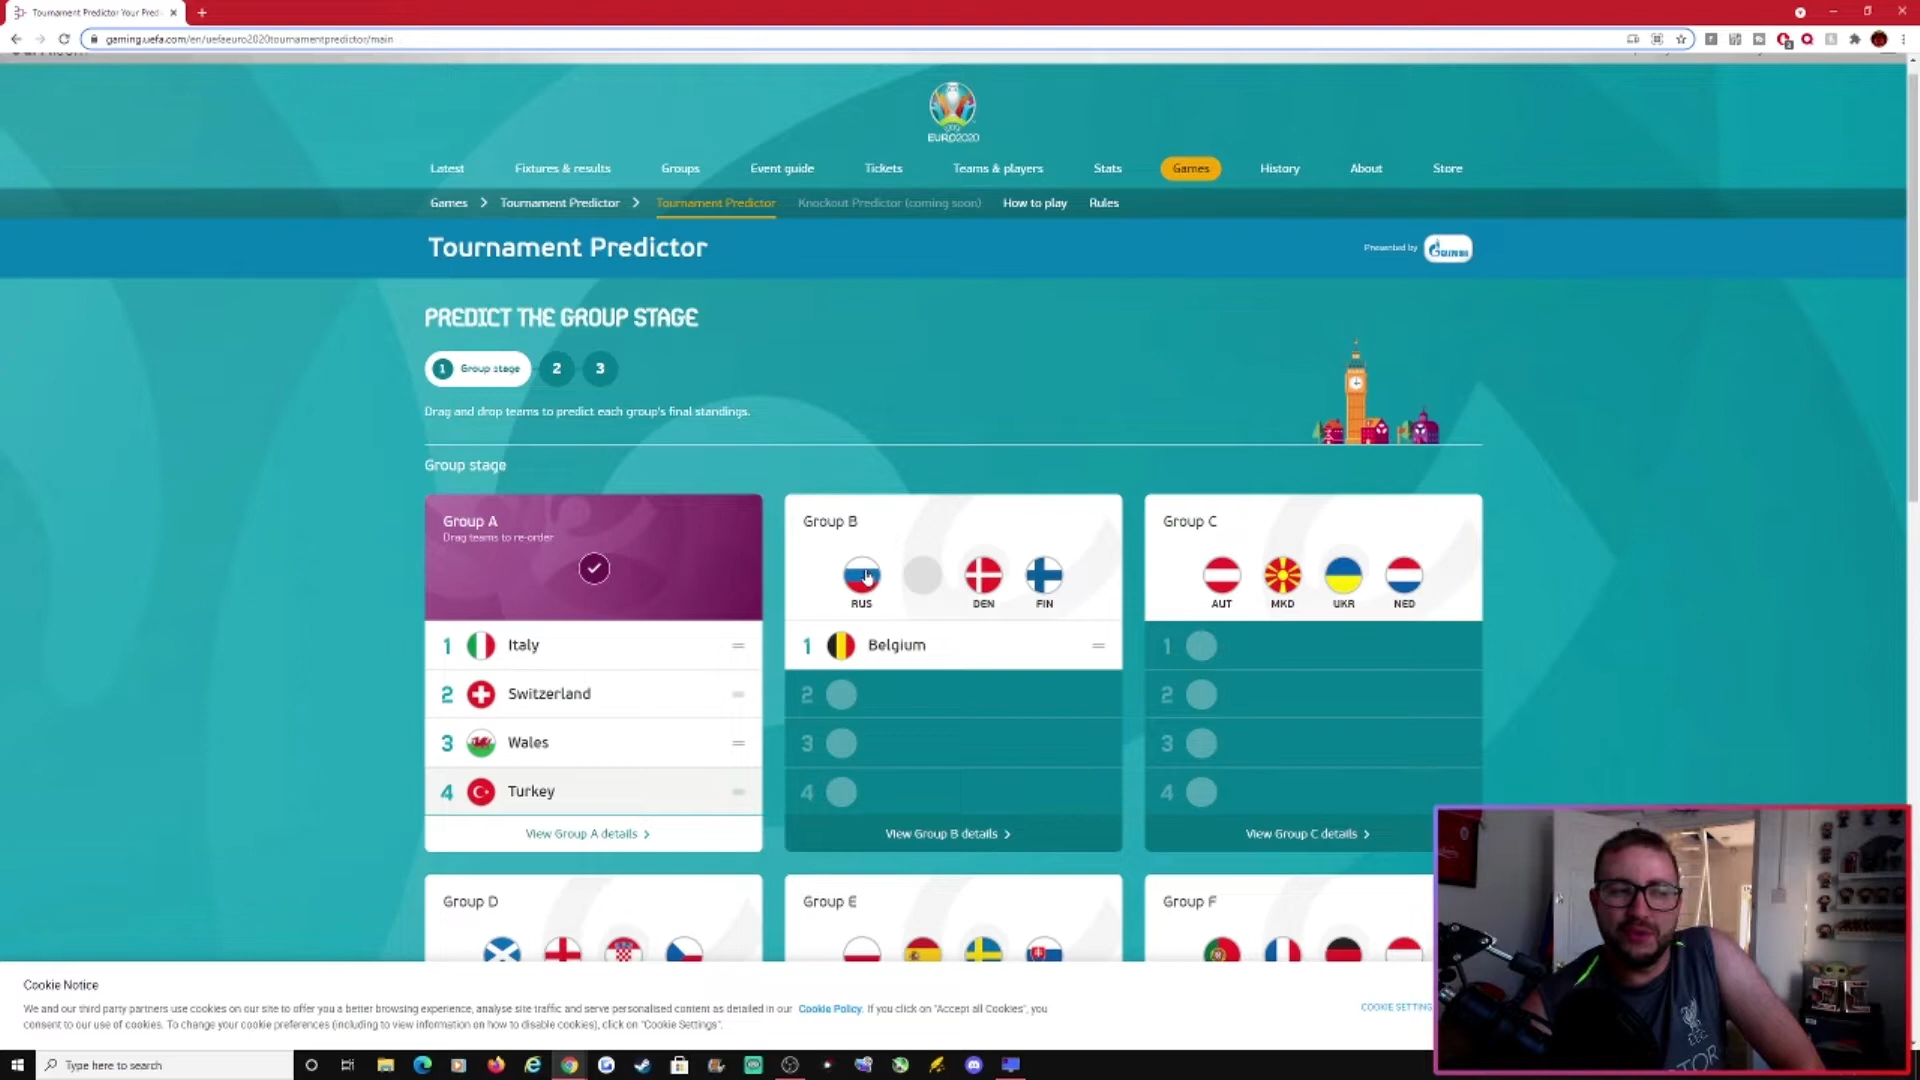 Tournament Predictor Your Pred
gaming.uefa.com/en/uefaeuro2020tournamentpredictor/main
EURO2020
Latest Fixtures & results Groups Event guide Tickets Teams & players Stats Games History About Store
Games Tournament Predictor Tournament Predictor Knockout Predictor (coming soon) How to play Rules
Tournament Predictor
Presented by
PREDICT THE GROUP STAGE
1 Group stage 2 3
Drag and drop teams to predict each group's final standings.
Group stage
Group A
Drag teams to re-order
1 Italy
2 Switzerland
3 Wales
4 Turkey
View Group A details
Group B
RUS DEN FIN
1 Belgium
2
3
4
View Group B details
Group C
AUT MKD UKR NED
1
2
3
4
View Group C details
Group D
Group E
Group F
Cookie Notice
We and our third party partners use cookies on our site to offer you a better browsing experience, analyse site traffic and serve personalised content as detailed in our Cookie Policy. If you click on "Accept all Cookies", you
consent to our use of cookies. To change your cookie preferences (including to view information on how to disable cookies), click on "Cookie Settings".
COOKIE SETTING
Type here to search